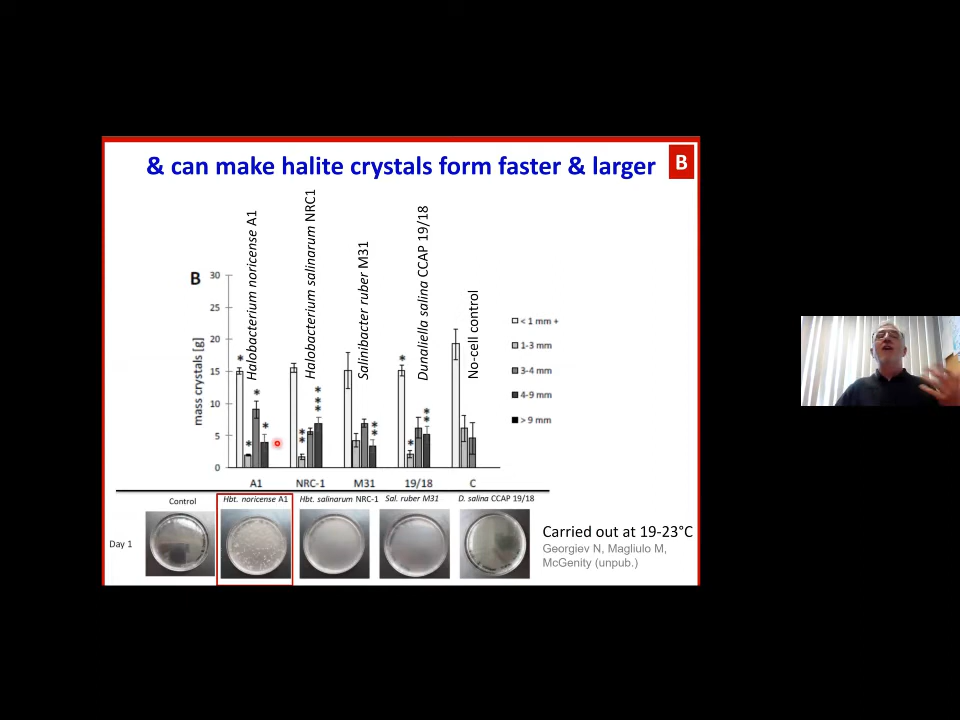 & can make halite crystals form faster & larger
B
Halobacterium noricense A1
Halobacterium salinarum NRC1
Salinibacter ruber M31
Dunaliella salina CCAP 19/18
No-cell control
B
mass crystals [g]
30
25
20
15
10
5
0
*
*
*
*
**
***
**
*
*
**
< 1 mm +
1-3 mm
3-4 mm
4-9 mm
> 9 mm
A1
NRC-1
M31
19/18
C
Control
Hbt. noricense A1
Hbt. salinarum NRC-1
Sal. ruber M31
D. salina CCAP 19/18
Day 1
Carried out at 19-23°C
Georgiev N, Magliulo M,
McGenity (unpub.)